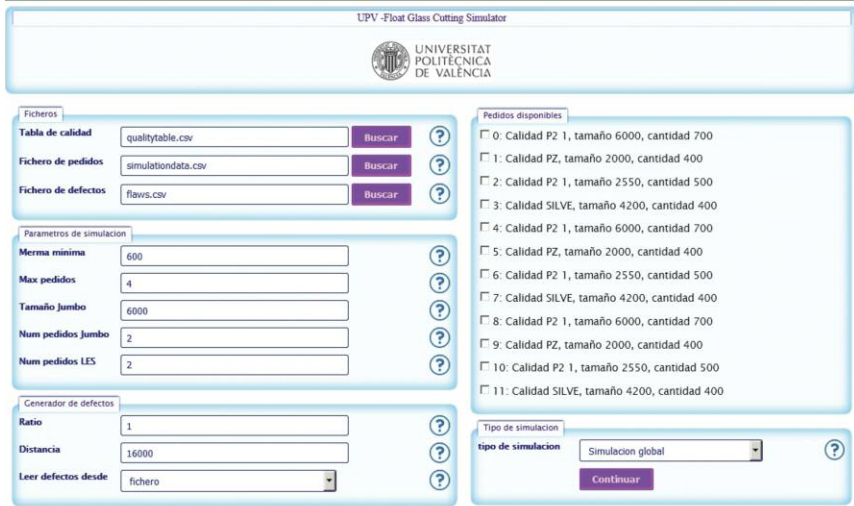 UPV -Float Glass Cutting Simulator
UNIVERSITAT
POLITÈCNICA
DE VALÈNCIA
Ficheros
Tabla de calidad qualitytable.csv Buscar ?
Fichero de pedidos simulationdata.csv Buscar ?
Fichero de defectos flaws.csv Buscar ?
Parametros de simulacion
Merma minima 600 ?
Max pedidos 4 ?
Tamaño Jumbo 6000 ?
Num pedidos Jumbo 2 ?
Num pedidos LES 2 ?
Generador de defectos
Ratio 1 ?
Distancia 16000 ?
Leer defectos desde fichero ?
Pedidos disponibles
0: Calidad P2 1, tamaño 6000, cantidad 700
1: Calidad PZ, tamaño 2000, cantidad 400
2: Calidad P2 1, tamaño 2550, cantidad 500
3: Calidad SILVE, tamaño 4200, cantidad 400
4: Calidad P2 1, tamaño 6000, cantidad 700
5: Calidad PZ, tamaño 2000, cantidad 400
6: Calidad P2 1, tamaño 2550, cantidad 500
7: Calidad SILVE, tamaño 4200, cantidad 400
8: Calidad P2 1, tamaño 6000, cantidad 700
9: Calidad PZ, tamaño 2000, cantidad 400
10: Calidad P2 1, tamaño 2550, cantidad 500
11: Calidad SILVE, tamaño 4200, cantidad 400
Tipo de simulacion
tipo de simulacion Simulacion global ?
Continuar